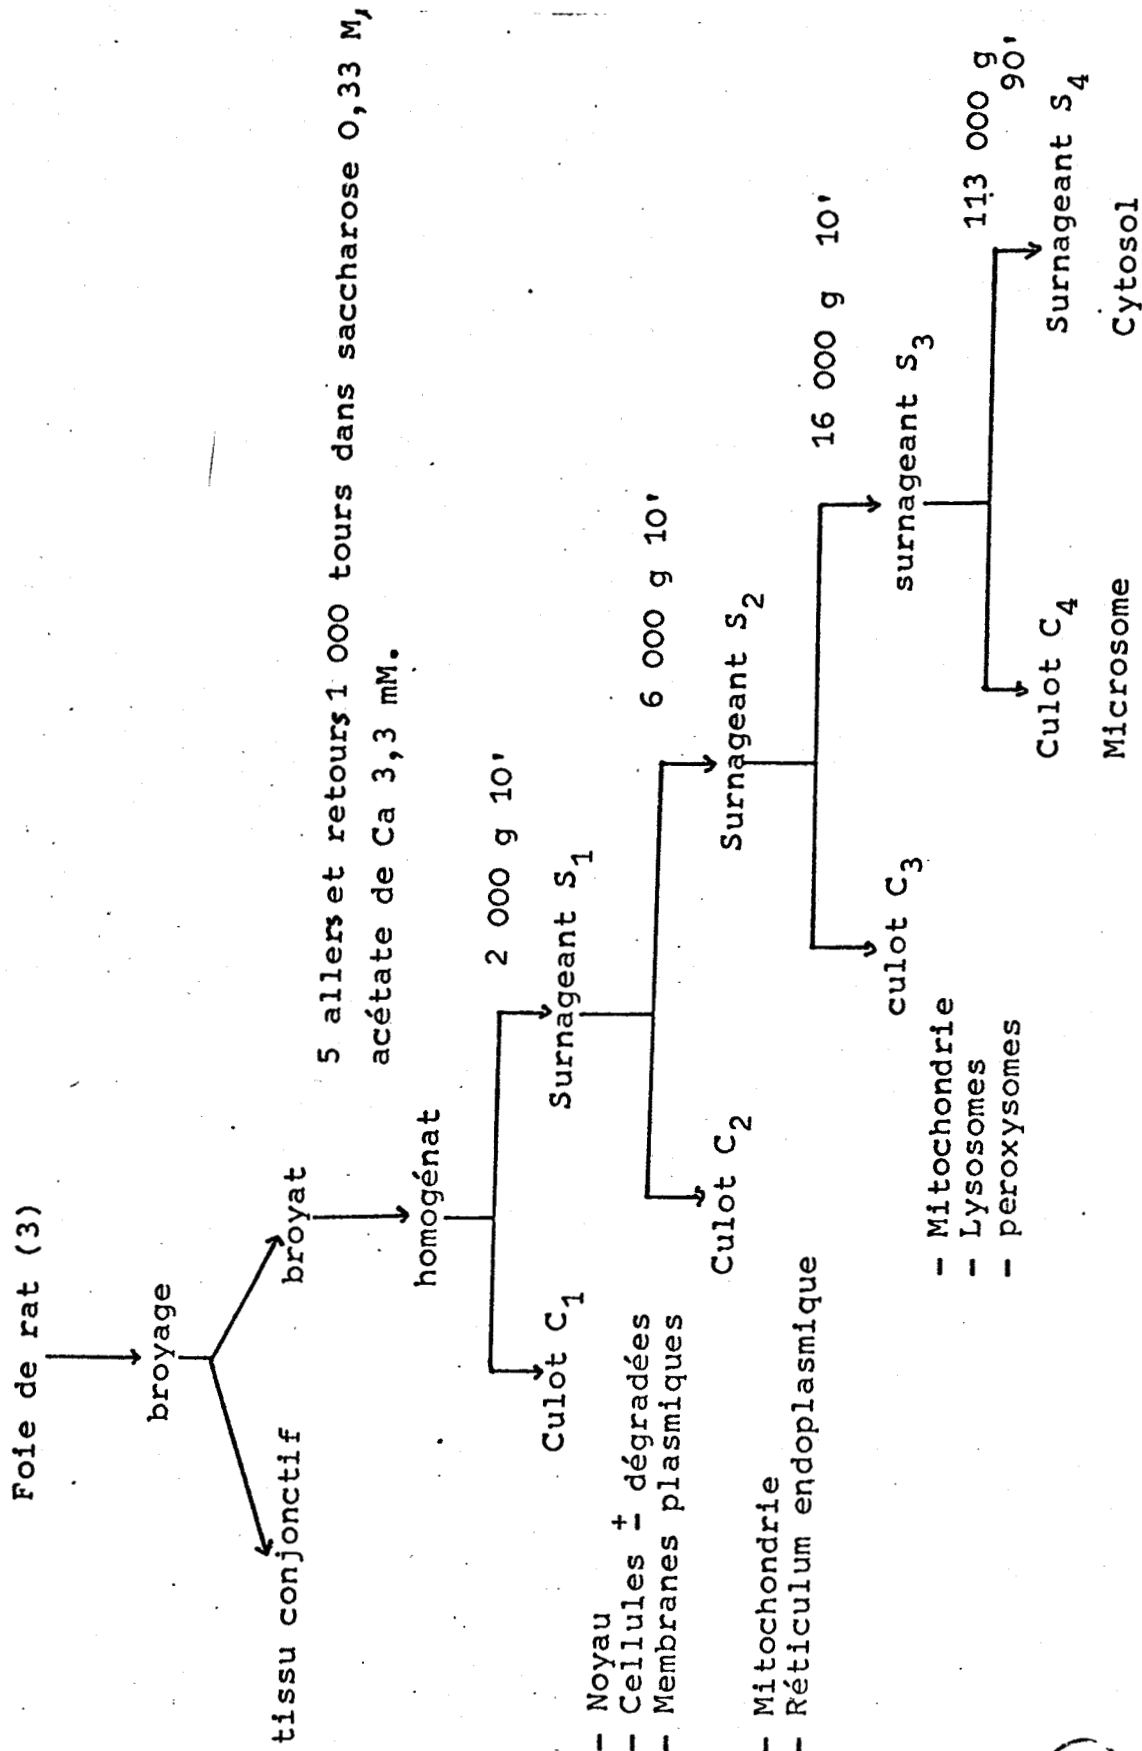 Foie de rat (3)
broyage
tissu conjonctif
broyat
5 allers et retours 1 000 tours dans saccharose 0,33 M,
acétate de Ca 3,3 mM.
homogénat
2 000 g 10'
Culot C1
Surnageant S1
- Noyau
- Cellules ± dégradées
- Membranes plasmiques
6 000 g 10'
Culot C2
Surnageant S2
- Mitochondrie
- Réticulum endoplasmique
16 000 g 10'
culot C3
surnageant S3
- Mitochondrie
- Lysosomes
- peroxysomes
113 000 g
90'
Culot C4
Surnageant S4
Microsome
Cytosol